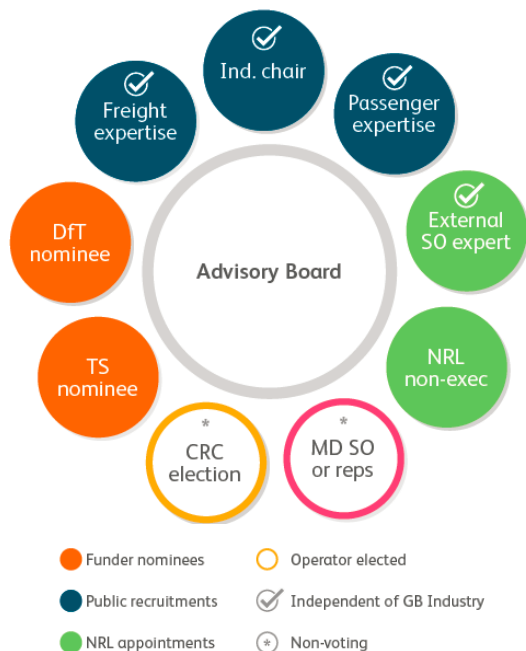 Ind. chair
Freight
expertise
Passenger
expertise
DfT
nominee
External
SO expert
Advisory Board
TS
nominee
NRL
non-exec
*
CRC
election
*
MD SO
or reps
Funder nominees
Operator elected
Public recruitments
Independent of GB Industry
NRL appointments
* Non-voting